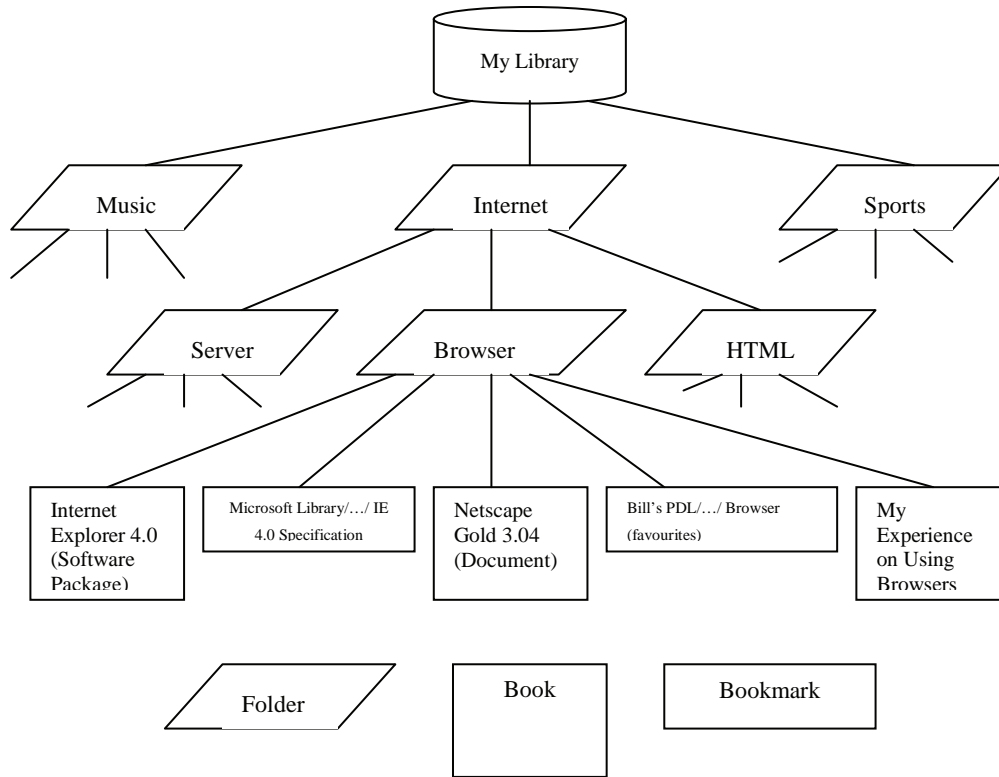 My Library
Music
Internet
Sports
Server
Browser
HTML
Internet
Explorer 4.0
(Software
Package)
Microsoft Library/…/ IE
4.0 Specification
Netscape
Gold 3.04
(Document)
Bill's PDL/…/ Browser
(favourites)
My
Experience
on Using
Browsers
Folder
Book
Bookmark